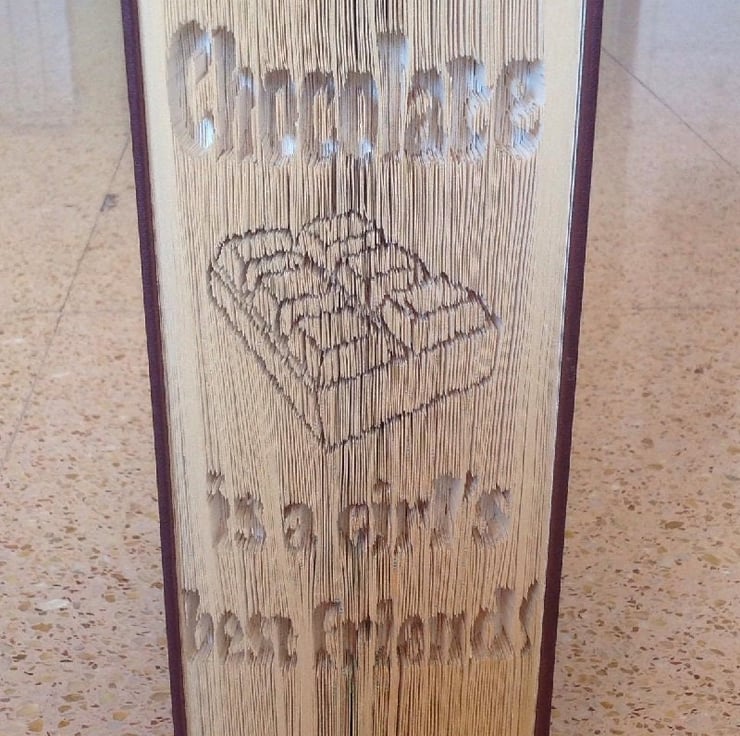 Chocolate
is a girl's
best friend!